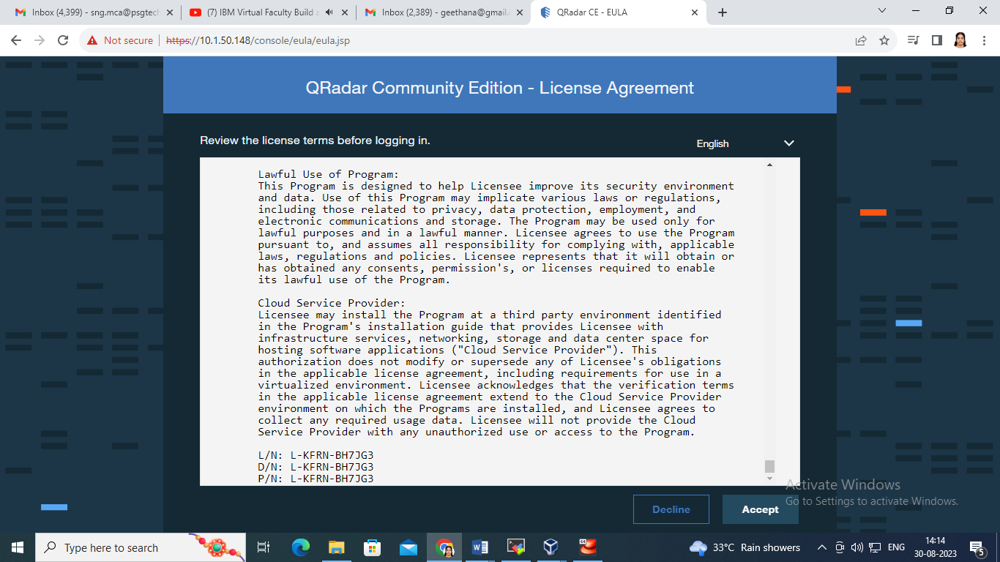 Inbox (4,399) - sng.mca@psgtech
(7) IBM Virtual Faculty Build a
Inbox (2,389) - geethana@gmail.
QRadar CE - EULA
Not secure https://10.1.50.148/console/eula/eula.jsp
QRadar Community Edition - License Agreement
Review the license terms before logging in.
English
Lawful Use of Program:
This Program is designed to help Licensee improve its security environment
and data. Use of this Program may implicate various laws or regulations,
including those related to privacy, data protection, employment, and
electronic communications and storage. The Program may be used only for
lawful purposes and in a lawful manner. Licensee agrees to use the Program
pursuant to, and assumes all responsibility for complying with, applicable
laws, regulations and policies. Licensee represents that it will obtain or
has obtained any consents, permission's, or licenses required to enable
its lawful use of the Program.
Cloud Service Provider:
Licensee may install the Program at a third party environment identified
in the Program's installation guide that provides Licensee with
infrastructure services, networking, storage and data center space for
hosting software applications ("Cloud Service Provider"). This
authorization does not modify or supersede any of Licensee's obligations
in the applicable license agreement, including requirements for use in a
virtualized environment. Licensee acknowledges that the verification terms
in the applicable license agreement extend to the Cloud Service Provider
environment on which the Programs are installed, and Licensee agrees to
collect any required usage data. Licensee will not provide the Cloud
Service Provider with any unauthorized use or access to the Program.
L/N: L-KFRN-BH7JG3
D/N: L-KFRN-BH7JG3
P/N: L-KFRN-BH7JG3
Activate Windows
Go to Settings to activate Windows.
Decline
Accept
Type here to search
33°C Rain showers
ENG
14:14
30-08-2023
5